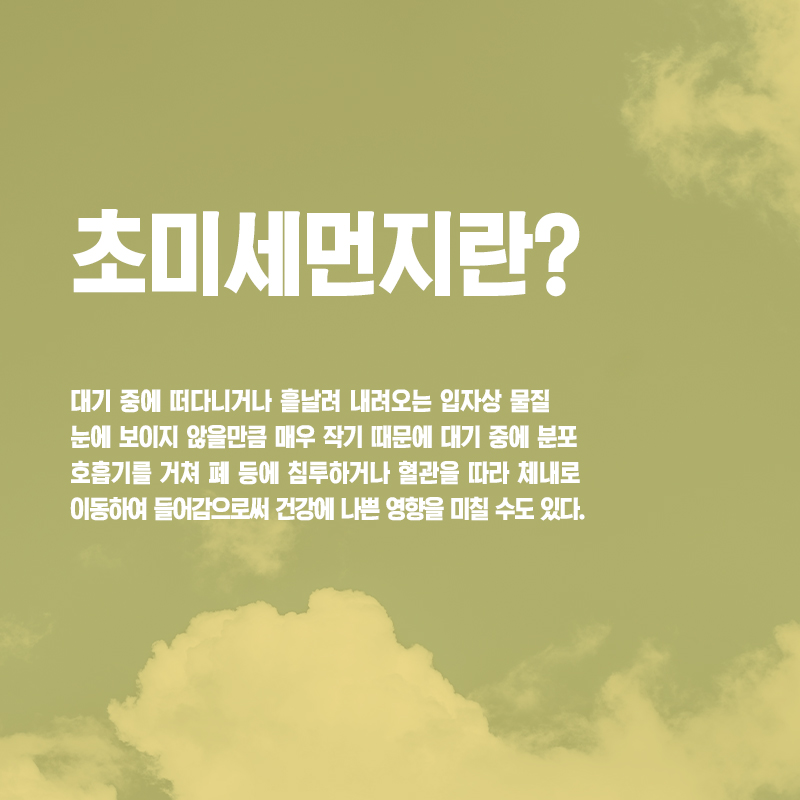 초미세먼지란?
대기 중에 떠다니거나 흩날려 내려오는 입자상 물질
눈에 보이지 않을만큼 매우 작기 때문에 대기 중에 분포
호흡기를 거쳐 폐 등에 침투하거나 혈관을 따라 체내로
이동하여 들어감으로써 건강에 나쁜 영향을 미칠 수도 있다.